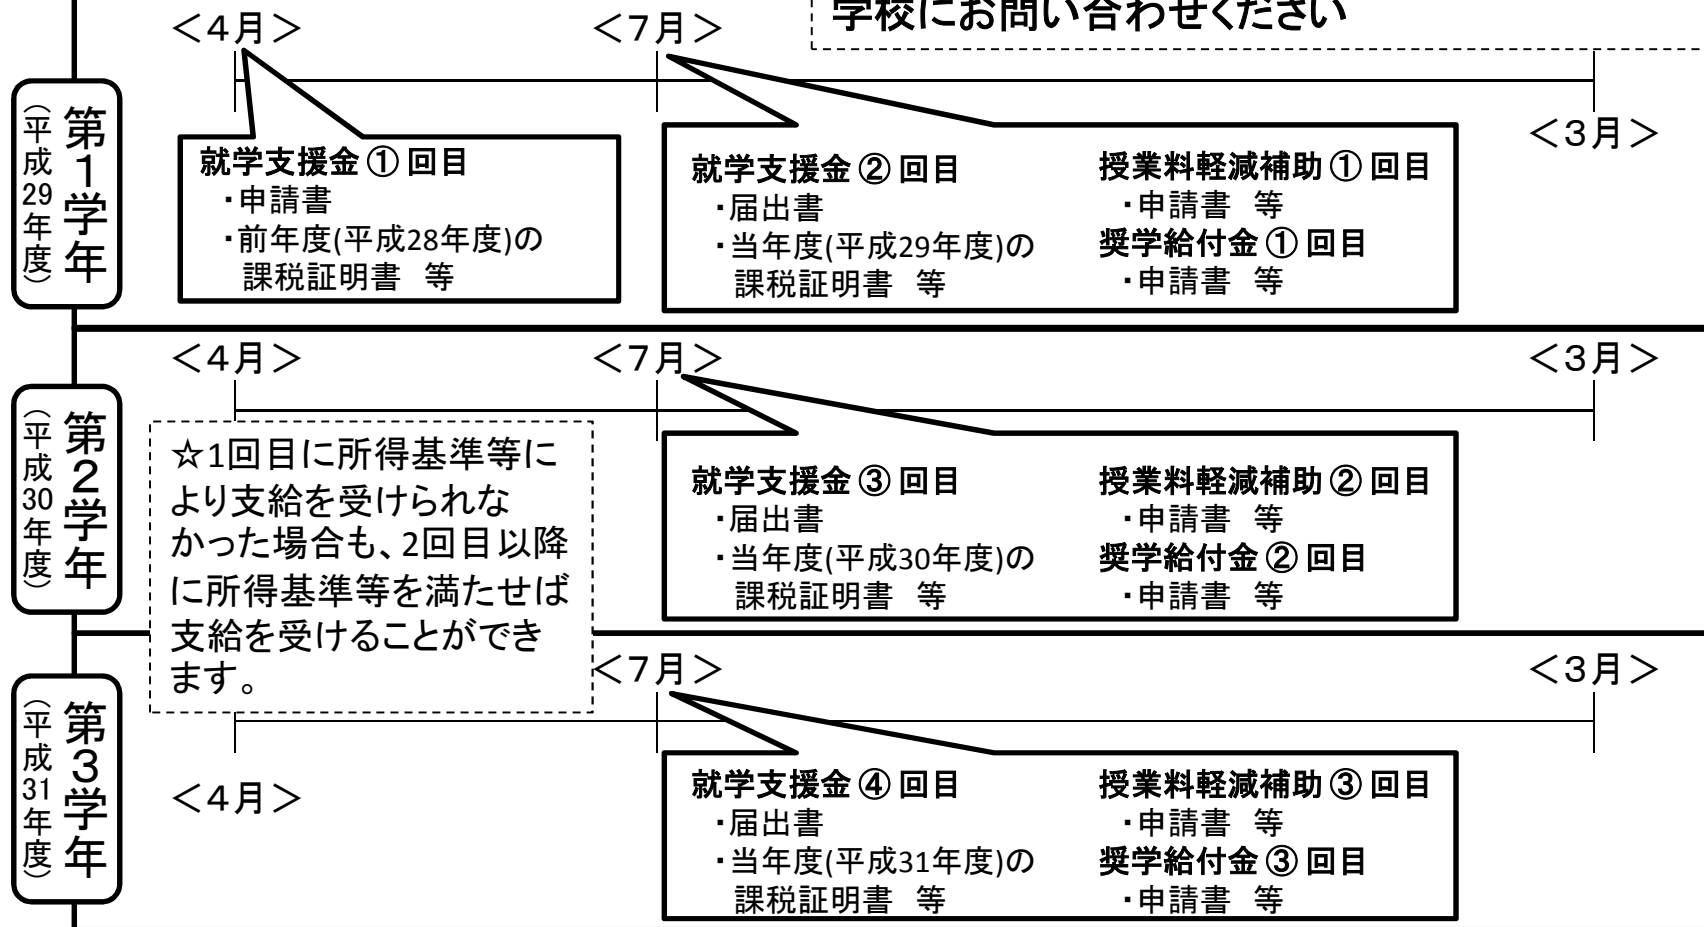 学校にお問い合わせください
第1学年
（平成29年度）
＜4月＞
＜7月＞
＜3月＞
就学支援金①回目
・申請書
・前年度(平成28年度)の
課税証明書　等
就学支援金②回目
・届出書
・当年度(平成29年度)の
課税証明書　等
授業料軽減補助①回目
・申請書　等
奨学給付金①回目
・申請書　等
第2学年
（平成30年度）
＜4月＞
＜7月＞
＜3月＞
☆1回目に所得基準等に
より支給を受けられな
かった場合も、2回目以降
に所得基準等を満たせば
支給を受けることができ
ます。
就学支援金③回目
・届出書
・当年度(平成30年度)の
課税証明書　等
授業料軽減補助②回目
・申請書　等
奨学給付金②回目
・申請書　等
第3学年
（平成31年度）
＜7月＞
＜3月＞
＜4月＞
就学支援金④回目
・届出書
・当年度(平成31年度)の
課税証明書　等
授業料軽減補助③回目
・申請書　等
奨学給付金③回目
・申請書　等